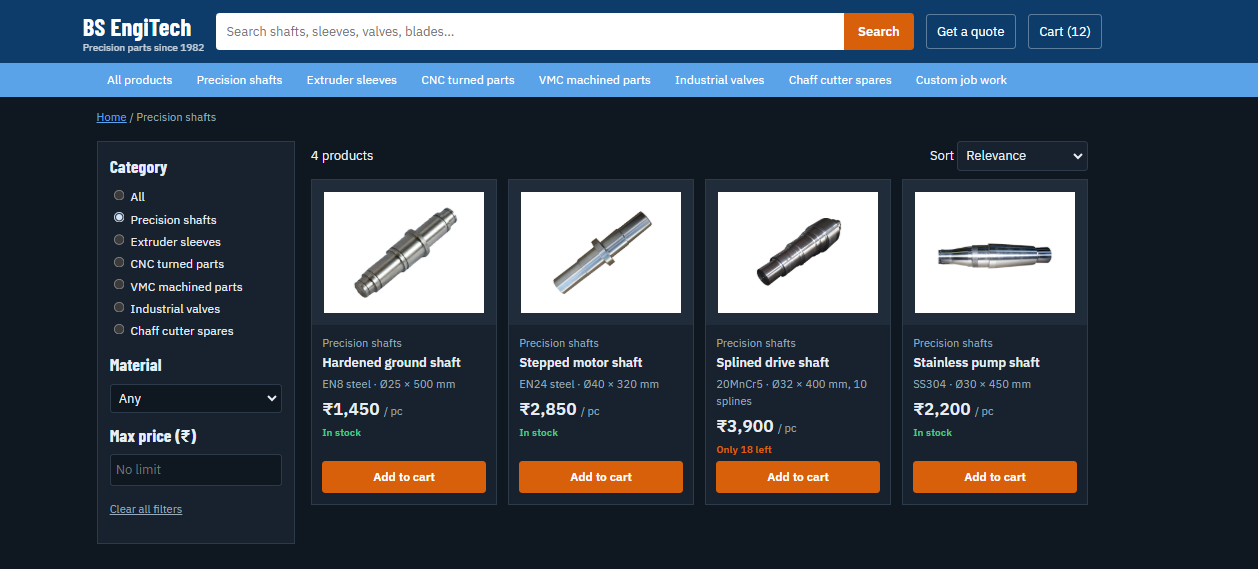 BS EngiTech
Precision parts since 1982
Search shafts, sleeves, valves, blades...
Search
Get a quote
Cart (12)
All products
Precision shafts
Extruder sleeves
CNC turned parts
VMC machined parts
Industrial valves
Chaff cutter spares
Custom job work
Home / Precision shafts
Category
All
Precision shafts
Extruder sleeves
CNC turned parts
VMC machined parts
Industrial valves
Chaff cutter spares
Material
Any
Max price (₹)
No limit
Clear all filters
4 products
Sort Relevance
Precision shafts
Hardened ground shaft
EN8 steel · Ø25 × 500 mm
₹1,450 / pc
In stock
Add to cart
Precision shafts
Stepped motor shaft
EN24 steel · Ø40 × 320 mm
₹2,850 / pc
In stock
Add to cart
Precision shafts
Splined drive shaft
20MnCr5 · Ø32 × 400 mm, 10
splines
₹3,900 / pc
Only 18 left
Add to cart
Precision shafts
Stainless pump shaft
SS304 · Ø30 × 450 mm
₹2,200 / pc
In stock
Add to cart